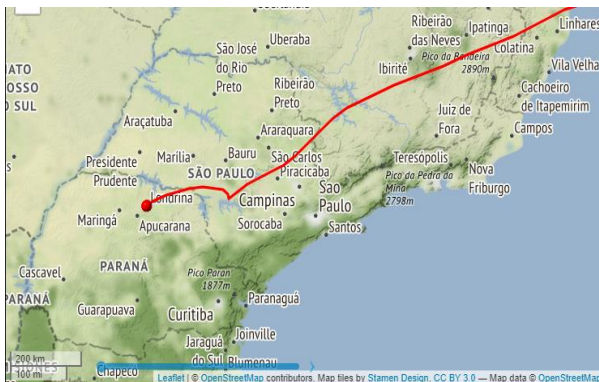 Uberaba
Ribeirão
das Neves
Ipatinga
Linhares
Colatina
São José
do Rio
Preto
Ibirité
Pico da Bandeira
2890m
Vila Velha
MATO
GROSSO
DO SUL
Ribeirão
Preto
Cachoeiro
de Itapemirim
Araçatuba
Araraquara
Juiz de
Fora
Campos
Presidente
Prudente
Marília
Bauru
São Carlos
SÃO PAULO
Piracicaba
Teresópolis
Pico da Pedra da
Mina
2798m
Nova
Friburgo
Londrina
Campinas
Sao
Paulo
Maringá
Apucarana
Sorocaba
Santos
Cascavel
PARANÁ
Pico Paran
1877m
PARANÁ
Guarapuava
Curitiba
Paranaguá
Joinville
Jaraguá
do Sul
Blumenau
200 km
100 mi
Chapecó
Leaflet | © OpenStreetMap contributors, Map tiles by Stamen Design, CC BY 3.0 — Map data © OpenStreetMap